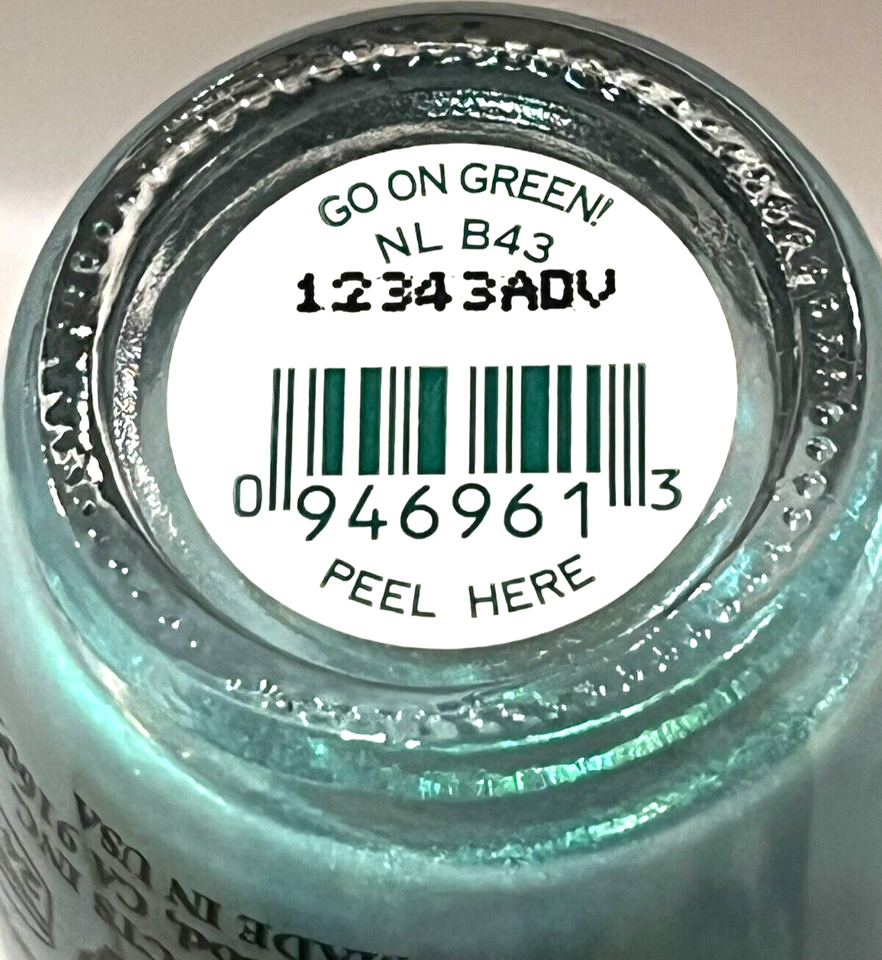 GO ON GREEN!
NL B43
12343ADV
0 946961 3
PEEL HERE
MADE IN USA